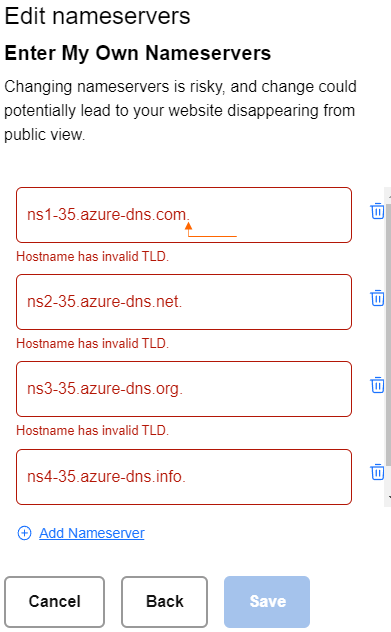 Edit nameservers
Enter My Own Nameservers
Changing nameservers is risky, and change could
potentially lead to your website disappearing from
public view.
ns1-35.azure-dns.com.
Hostname has invalid TLD.
ns2-35.azure-dns.net.
Hostname has invalid TLD.
ns3-35.azure-dns.org.
Hostname has invalid TLD.
ns4-35.azure-dns.info.
Add Nameserver
Cancel
Back
Save